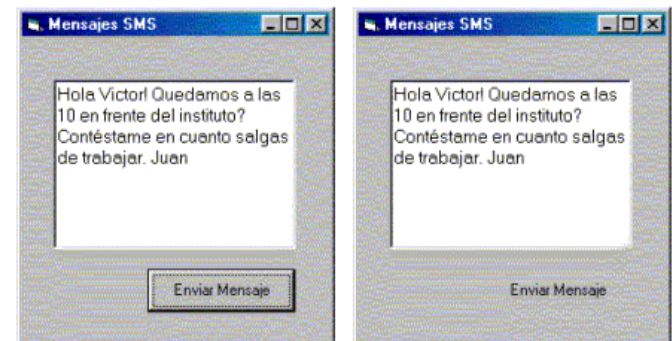 Mensajes SMS
Hola Victor! Quedamos a las
10 en frente del instituto?
Contéstame en cuanto salgas
de trabajar. Juan
Enviar Mensaje
Mensajes SMS
Hola Victor! Quedamos a las
10 en frente del instituto?
Contéstame en cuanto salgas
de trabajar. Juan
Enviar Mensaje